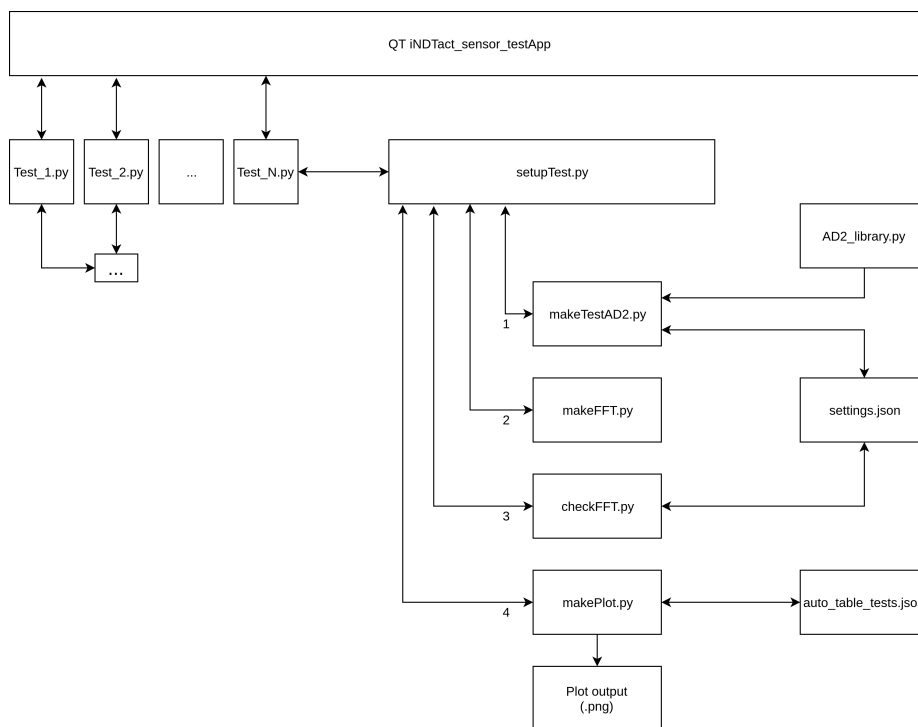 QT iNDTact_sensor_testApp
Test_1.py
Test_2.py
...
Test_N.py
setupTest.py
AD2_library.py
...
makeTestAD2.py
1
settings.json
makeFFT.py
2
checkFFT.py
3
makePlot.py
auto_table_tests.jso
4
Plot output
(.png)